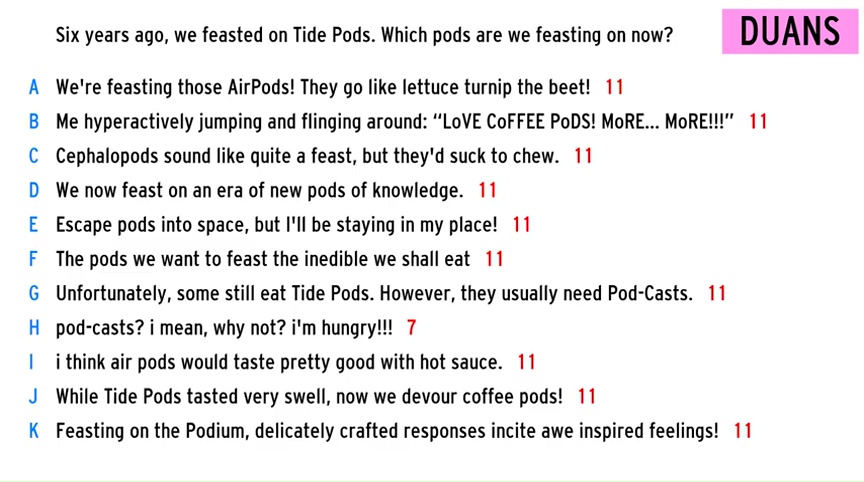 Six years ago, we feasted on Tide Pods. Which pods are we feasting on now?
DUANS
A We're feasting those AirPods! They go like lettuce turnip the beet! 11
B Me hyperactively jumping and flinging around: “LoVE CoFFEE PoDS! MoRE... MoRE!!!” 11
C Cephalopods sound like quite a feast, but they'd suck to chew. 11
D We now feast on an era of new pods of knowledge. 11
E Escape pods into space, but I'll be staying in my place! 11
F The pods we want to feast the inedible we shall eat 11
G Unfortunately, some still eat Tide Pods. However, they usually need Pod-Casts. 11
H pod-casts? i mean, why not? i'm hungry!!! 7
I i think air pods would taste pretty good with hot sauce. 11
J While Tide Pods tasted very swell, now we devour coffee pods! 11
K Feasting on the Podium, delicately crafted responses incite awe inspired feelings! 11